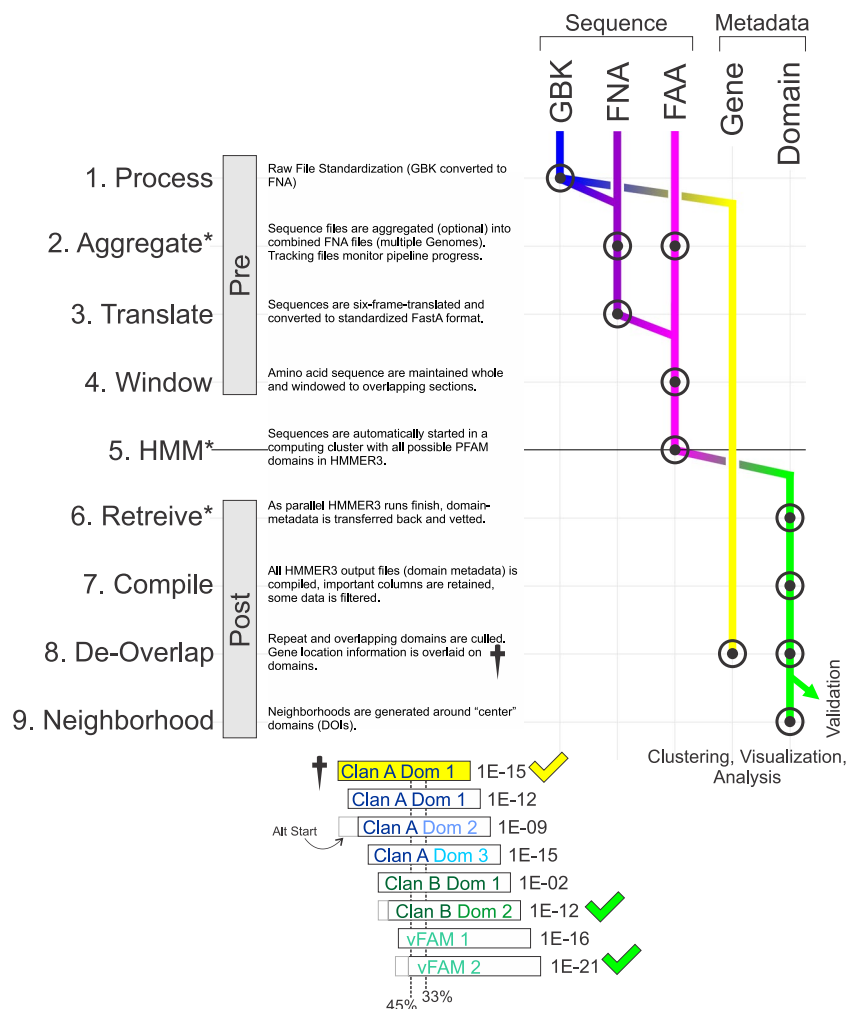 Sequence Metadata
GBK
FNA
FAA
Gene
Domain
Pre
1. Process
Raw File Standardization (GBK converted to
FNA)
2. Aggregate*
Sequence files are aggregated (optional) into
combined FNA files (multiple Genomes).
Tracking files monitor pipeline progress.
3. Translate
Sequences are six-frame-translated and
converted to standardized FastA format.
4. Window
Amino acid sequence are maintained whole
and windowed to overlapping sections.
5. HMM*
Sequences are automatically started in a
computing cluster with all possible PFAM
domains in HMMER3.
Post
6. Retreive*
As parallel HMMER3 runs finish, domain-
metadata is transferred back and vetted.
7. Compile
All HMMER3 output files (domain metadata) is
compiled, important columns are retained,
some data is filtered.
8. De-Overlap
Repeat and overlapping domains are culled.
Gene location information is overlaid on
domains.
†
9. Neighborhood
Neighborhoods are generated around “center”
domains (DOIs).
Validation
Clustering, Visualization,
Analysis
† Clan A Dom 1 1E-15
Clan A Dom 1 1E-12
Alt Start
Clan A Dom 2 1E-09
Clan A Dom 3 1E-15
Clan B Dom 1 1E-02
Clan B Dom 2 1E-12
vFAM 1 1E-16
vFAM 2 1E-21
45% 33%